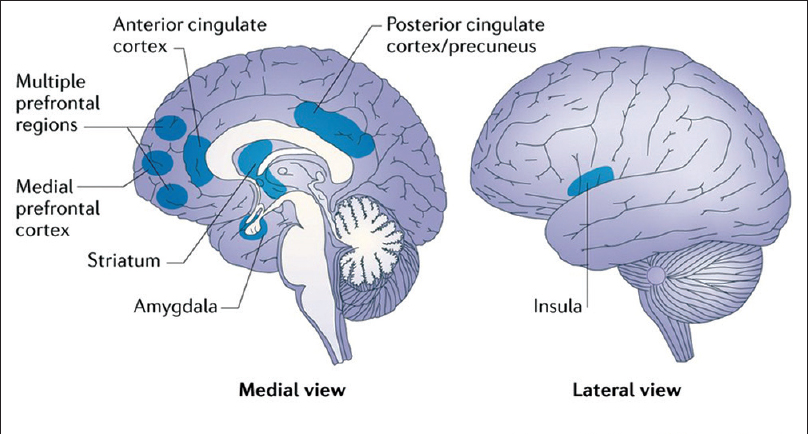 Anterior cingulate
cortex
Posterior cingulate
cortex/precuneus
Multiple
prefrontal
regions
Medial
prefrontal
cortex
Striatum
Amygdala
Insula
Medial view
Lateral view